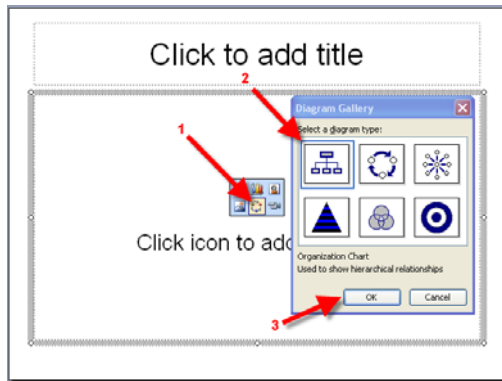 Click to add title
2
Diagram Gallery
Select a diagram type:
1
Click icon to add
Organization Chart
Used to show hierarchical relationships
OK
Cancel
3